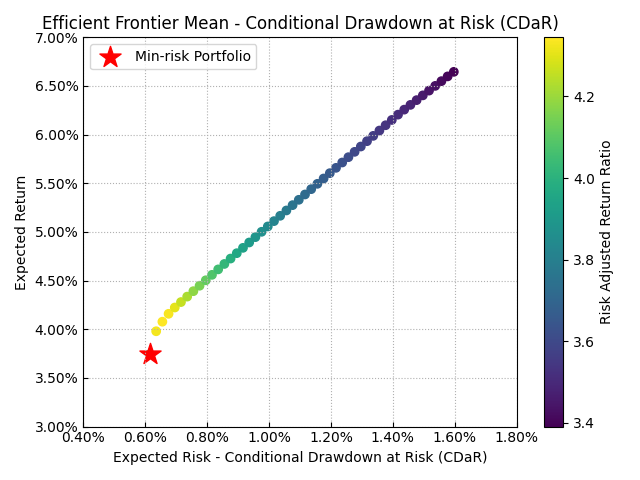 Efficient Frontier Mean - Conditional Drawdown at Risk (CDaR)
Min-risk Portfolio
7.00%
6.50%
6.00%
5.50%
5.00%
4.50%
4.00%
3.50%
3.00%
Expected Return
0.40% 0.60% 0.80% 1.00% 1.20% 1.40% 1.60% 1.80%
Expected Risk - Conditional Drawdown at Risk (CDaR)
4.2
4.0
3.8
3.6
3.4
Risk Adjusted Return Ratio